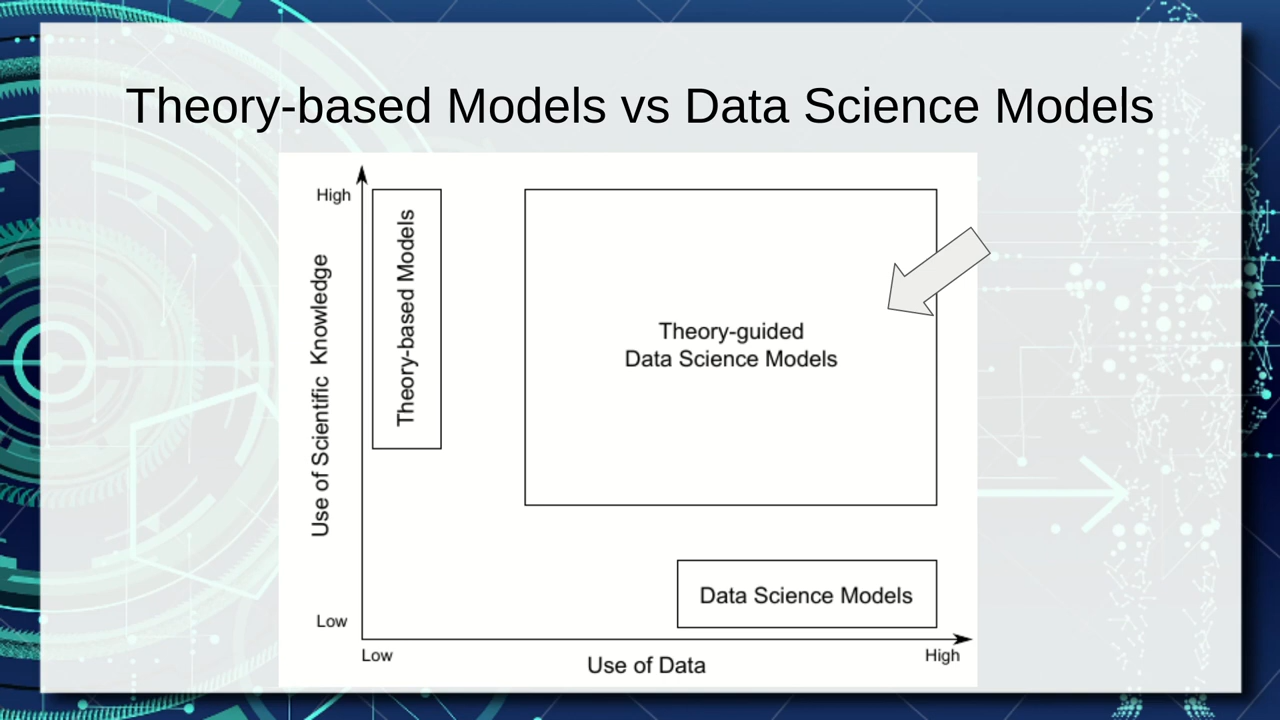 Theory-based Models vs Data Science Models
High
Theory-based Models
Use of Scientific Knowledge
Theory-guided
Data Science Models
Data Science Models
Low
Low
High
Use of Data